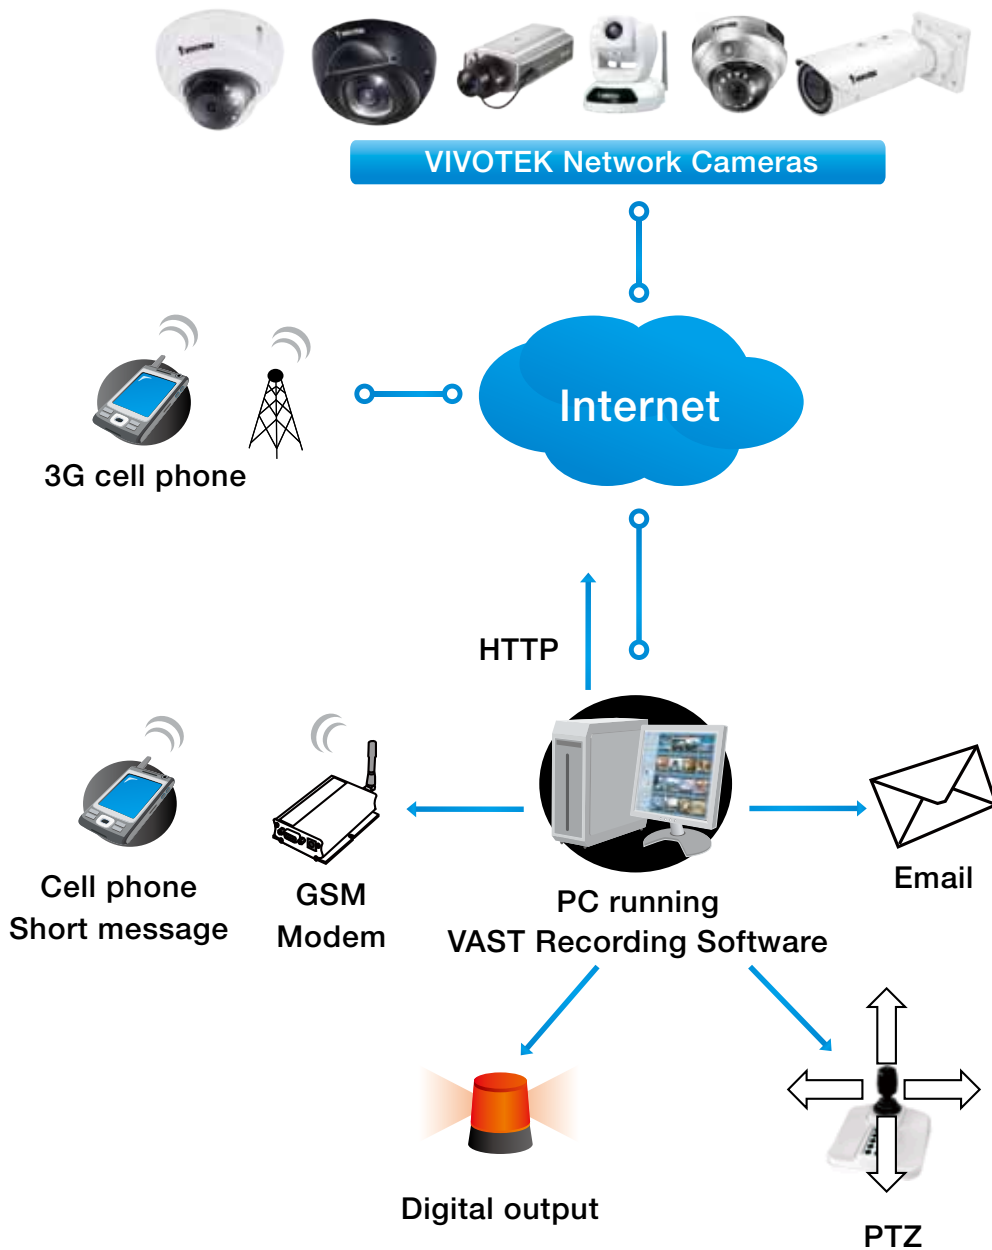 VIVOTEK Network Cameras
Internet
3G cell phone
HTTP
Cell phone
Short message
GSM
Modem
PC running
VAST Recording Software
Email
Digital output
PTZ